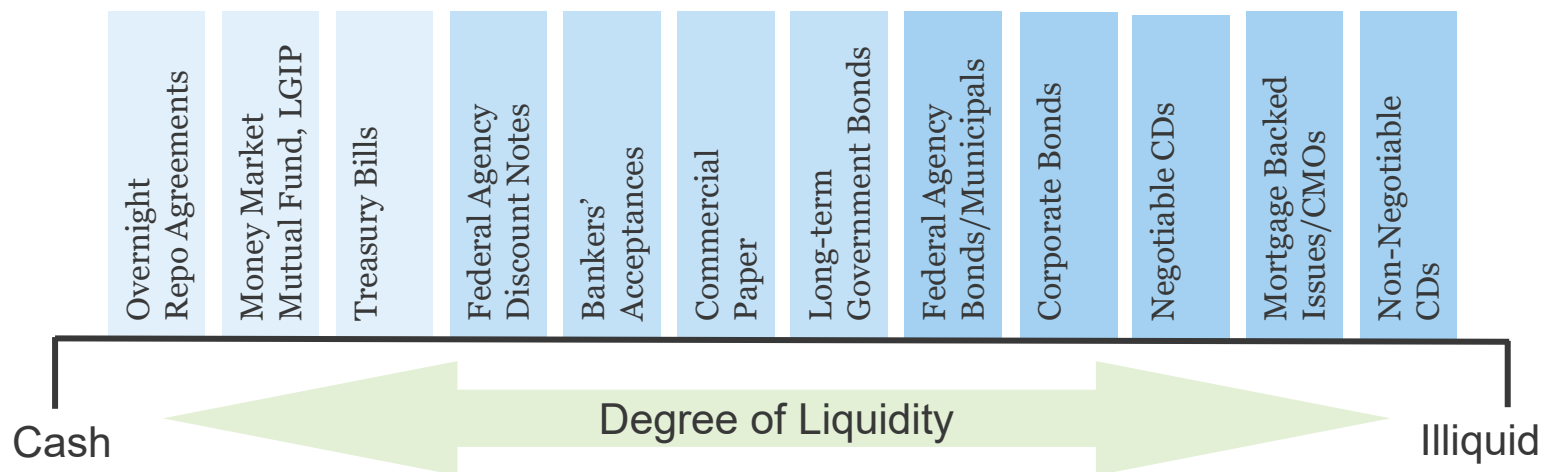 Overnight
Repo Agreements
Money Market
Mutual Fund, LGIP
Treasury Bills
Federal Agency
Discount Notes
Bankers’
Acceptances
Commercial
Paper
Long-term
Government Bonds
Federal Agency
Bonds/Municipals
Corporate Bonds
Negotiable CDs
Mortgage Backed
Issues/CMOs
Non-Negotiable
CDs
Cash
Degree of Liquidity
Illiquid